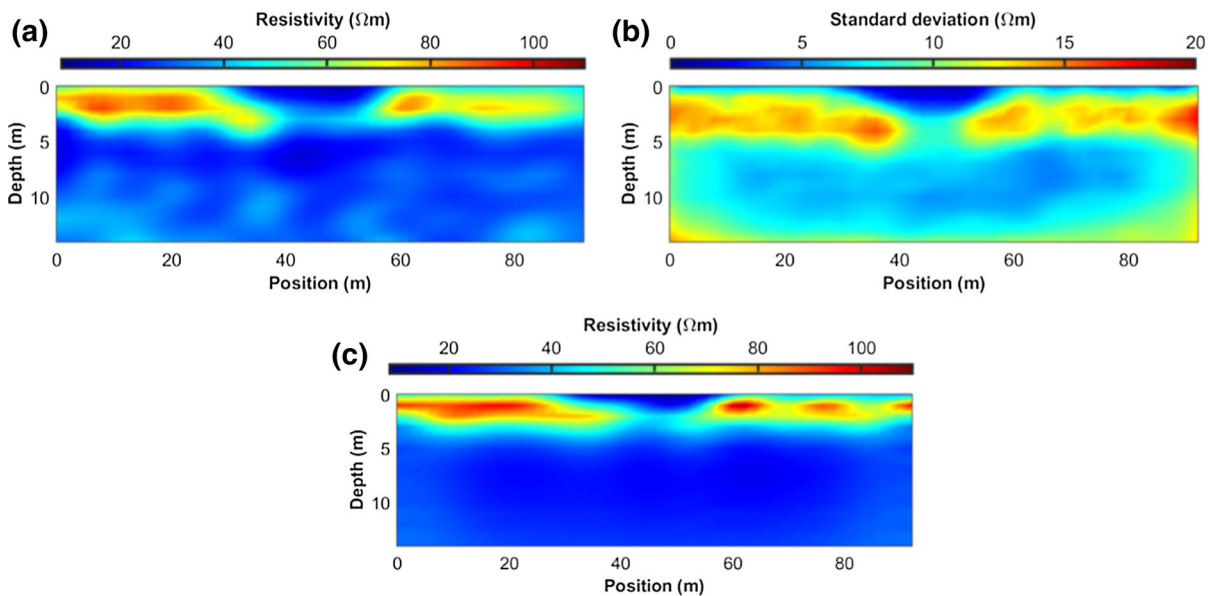 (a)
Resistivity (Ωm)
20 40 60 80 100
0
5
10
Depth (m)
0 20 40 60 80
Position (m)
(b)
Standard deviation (Ωm)
0 5 10 15 20
0
5
10
Depth (m)
0 20 40 60 80
Position (m)
(c)
Resistivity (Ωm)
20 40 60 80 100
0
5
10
Depth (m)
0 20 40 60 80
Position (m)